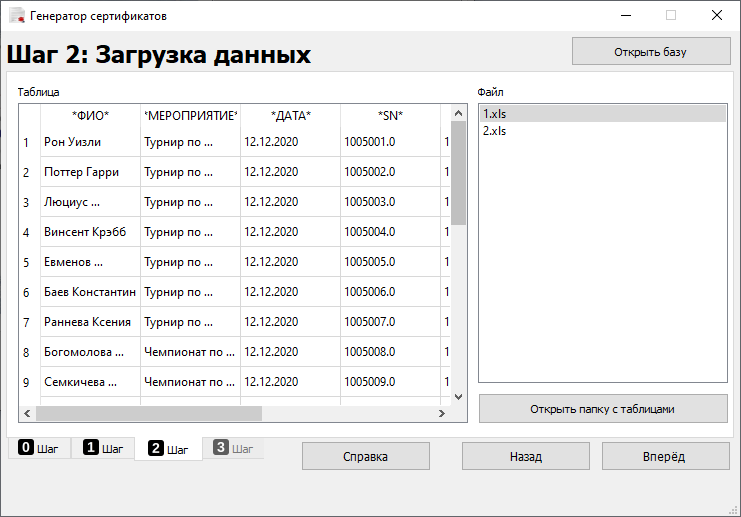 Генератор сертификатов
Шаг 2: Загрузка данных
Открыть базу
Таблица
*ФИО* *МЕРОПРИЯТИЕ* *ДАТА* *SN*
1 Рон Уизли Турнир по ... 12.12.2020 1005001.0 1
2 Поттер Гарри Турнир по ... 12.12.2020 1005002.0 1
3 Люциус ... Турнир по ... 12.12.2020 1005003.0 1
4 Винсент Крэбб Турнир по ... 12.12.2020 1005004.0 1
5 Евменов ... Турнир по ... 12.12.2020 1005005.0 1
6 Баев Константин Турнир по ... 12.12.2020 1005006.0 1
7 Раннева Ксения Турнир по ... 12.12.2020 1005007.0 1
8 Богомолова ... Чемпионат по ... 12.12.2020 1005008.0 1
9 Семкичева ... Чемпионат по ... 12.12.2020 1005009.0 1
Файл
1.xls
2.xls
Открыть папку с таблицами
0 Шаг 1 Шаг 2 Шаг 3 Шаг
Справка Назад Вперёд